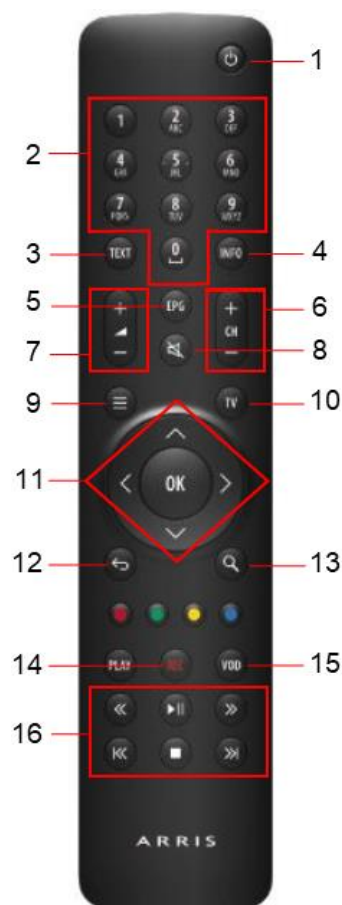 1
1 2 3
ABC DEF
2
4 5 6
GHI JKL MNO
7 8 9
PQRS TUV WXYZ
3 TEXT 0 INFO 4
5 EPG 6
+ + CH
7 - - 8
9 TV 10
11 OK
12 13
14 PLAY REC VOD 15
16
ARRIS